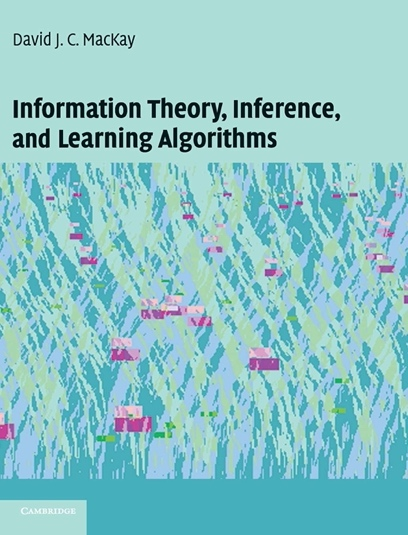 David J. C. MacKay
Information Theory, Inference,
and Learning Algorithms
CAMBRIDGE